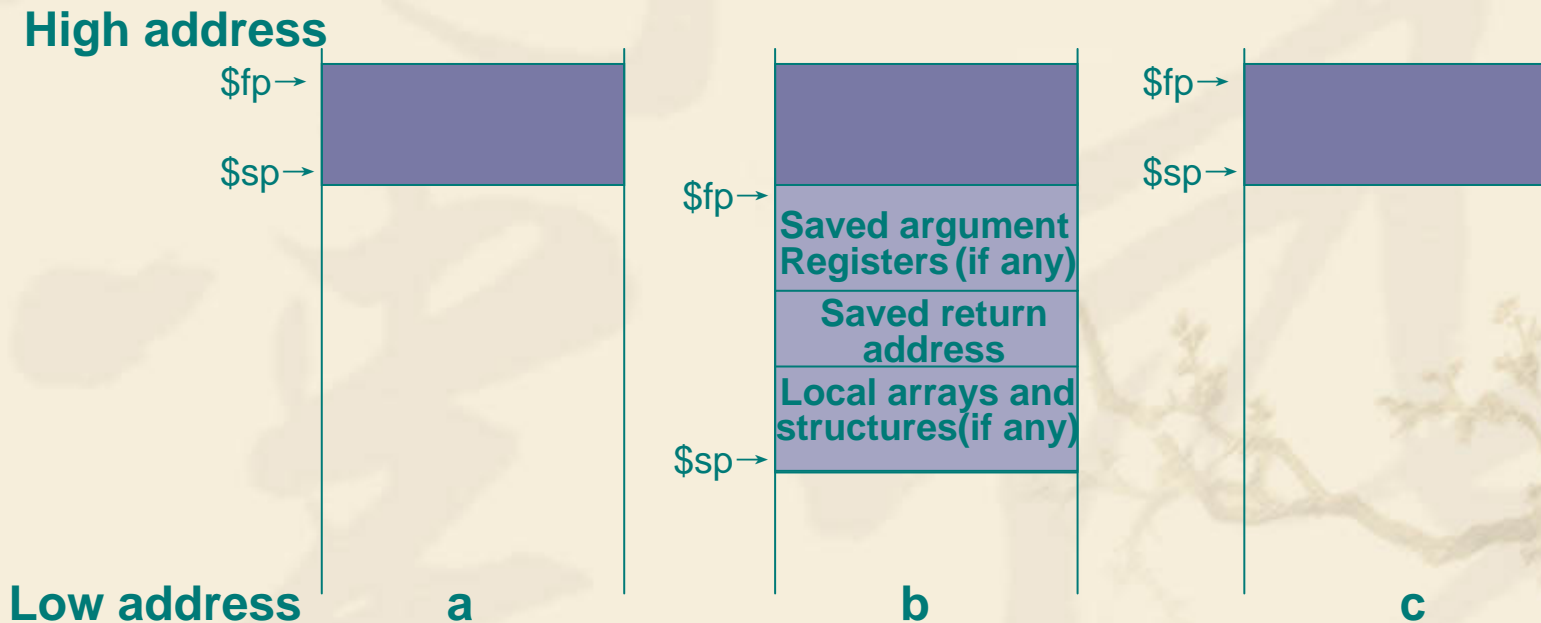 High address
$fp→
$sp→
$fp→
Saved argument
Registers (if any)
Saved return
address
Local arrays and
structures(if any)
$sp→
$fp→
$sp→
Low address
a
b
c